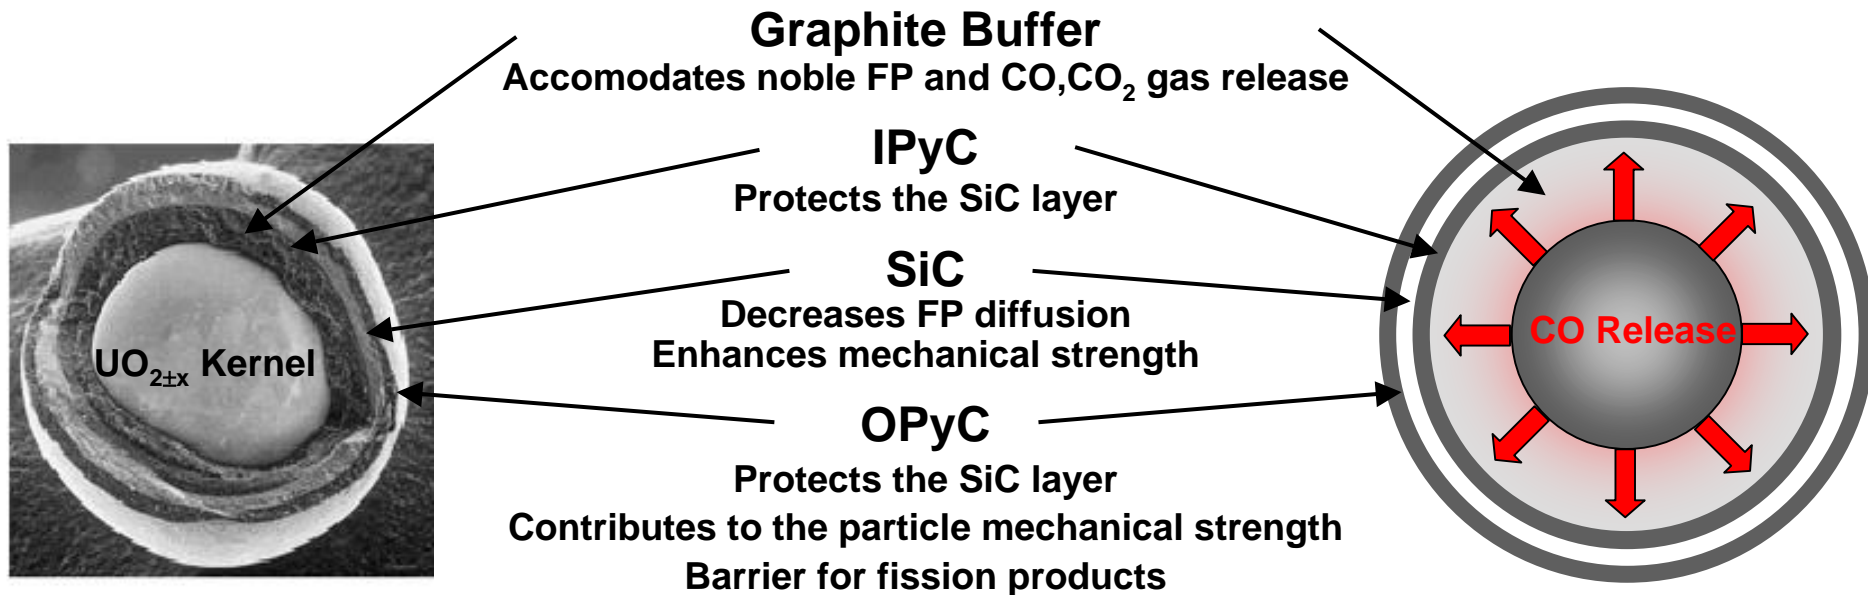 Graphite Buffer
Accomodates noble FP and CO,CO₂ gas release
IPyC
Protects the SiC layer
SiC
Decreases FP diffusion
Enhances mechanical strength
UO₂±ₓ Kernel
CO Release
OPyC
Protects the SiC layer
Contributes to the particle mechanical strength
Barrier for fission products